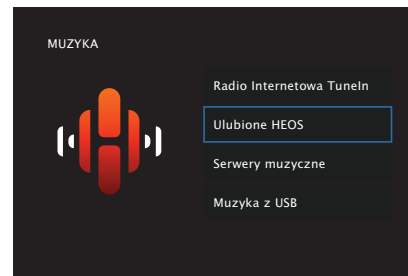 MUZYKA
Radio Internetowa TuneIn
Ulubione HEOS
Serwery muzyczne
Muzyka z USB